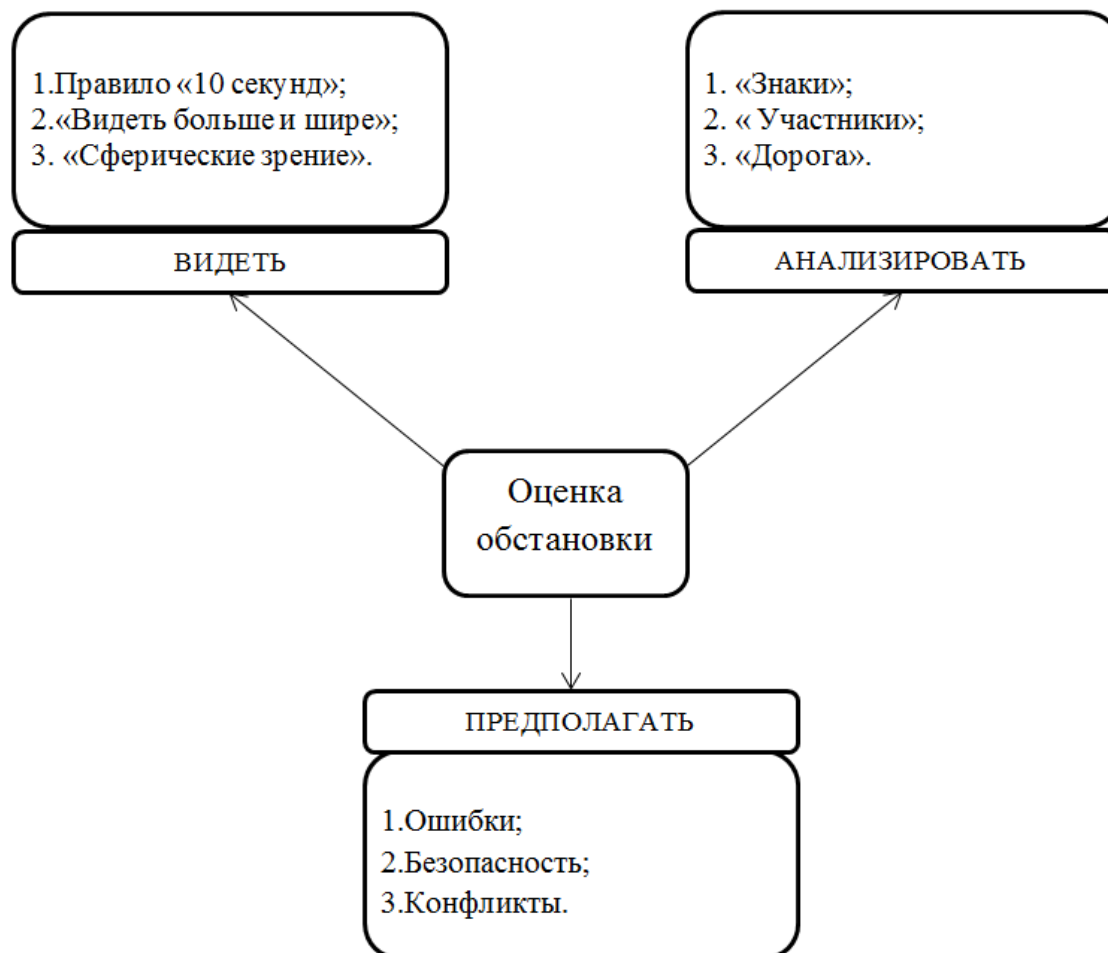 1.Правило «10 секунд»;
2.«Видеть больше и шире»;
3. «Сферические зрение».
ВИДЕТЬ
1. «Знаки»;
2. « Участники»;
3. «Дорога».
АНАЛИЗИРОВАТЬ
Оценка
обстановки
ПРЕДПОЛАГАТЬ
1.Ошибки;
2.Безопасность;
3.Конфликты.